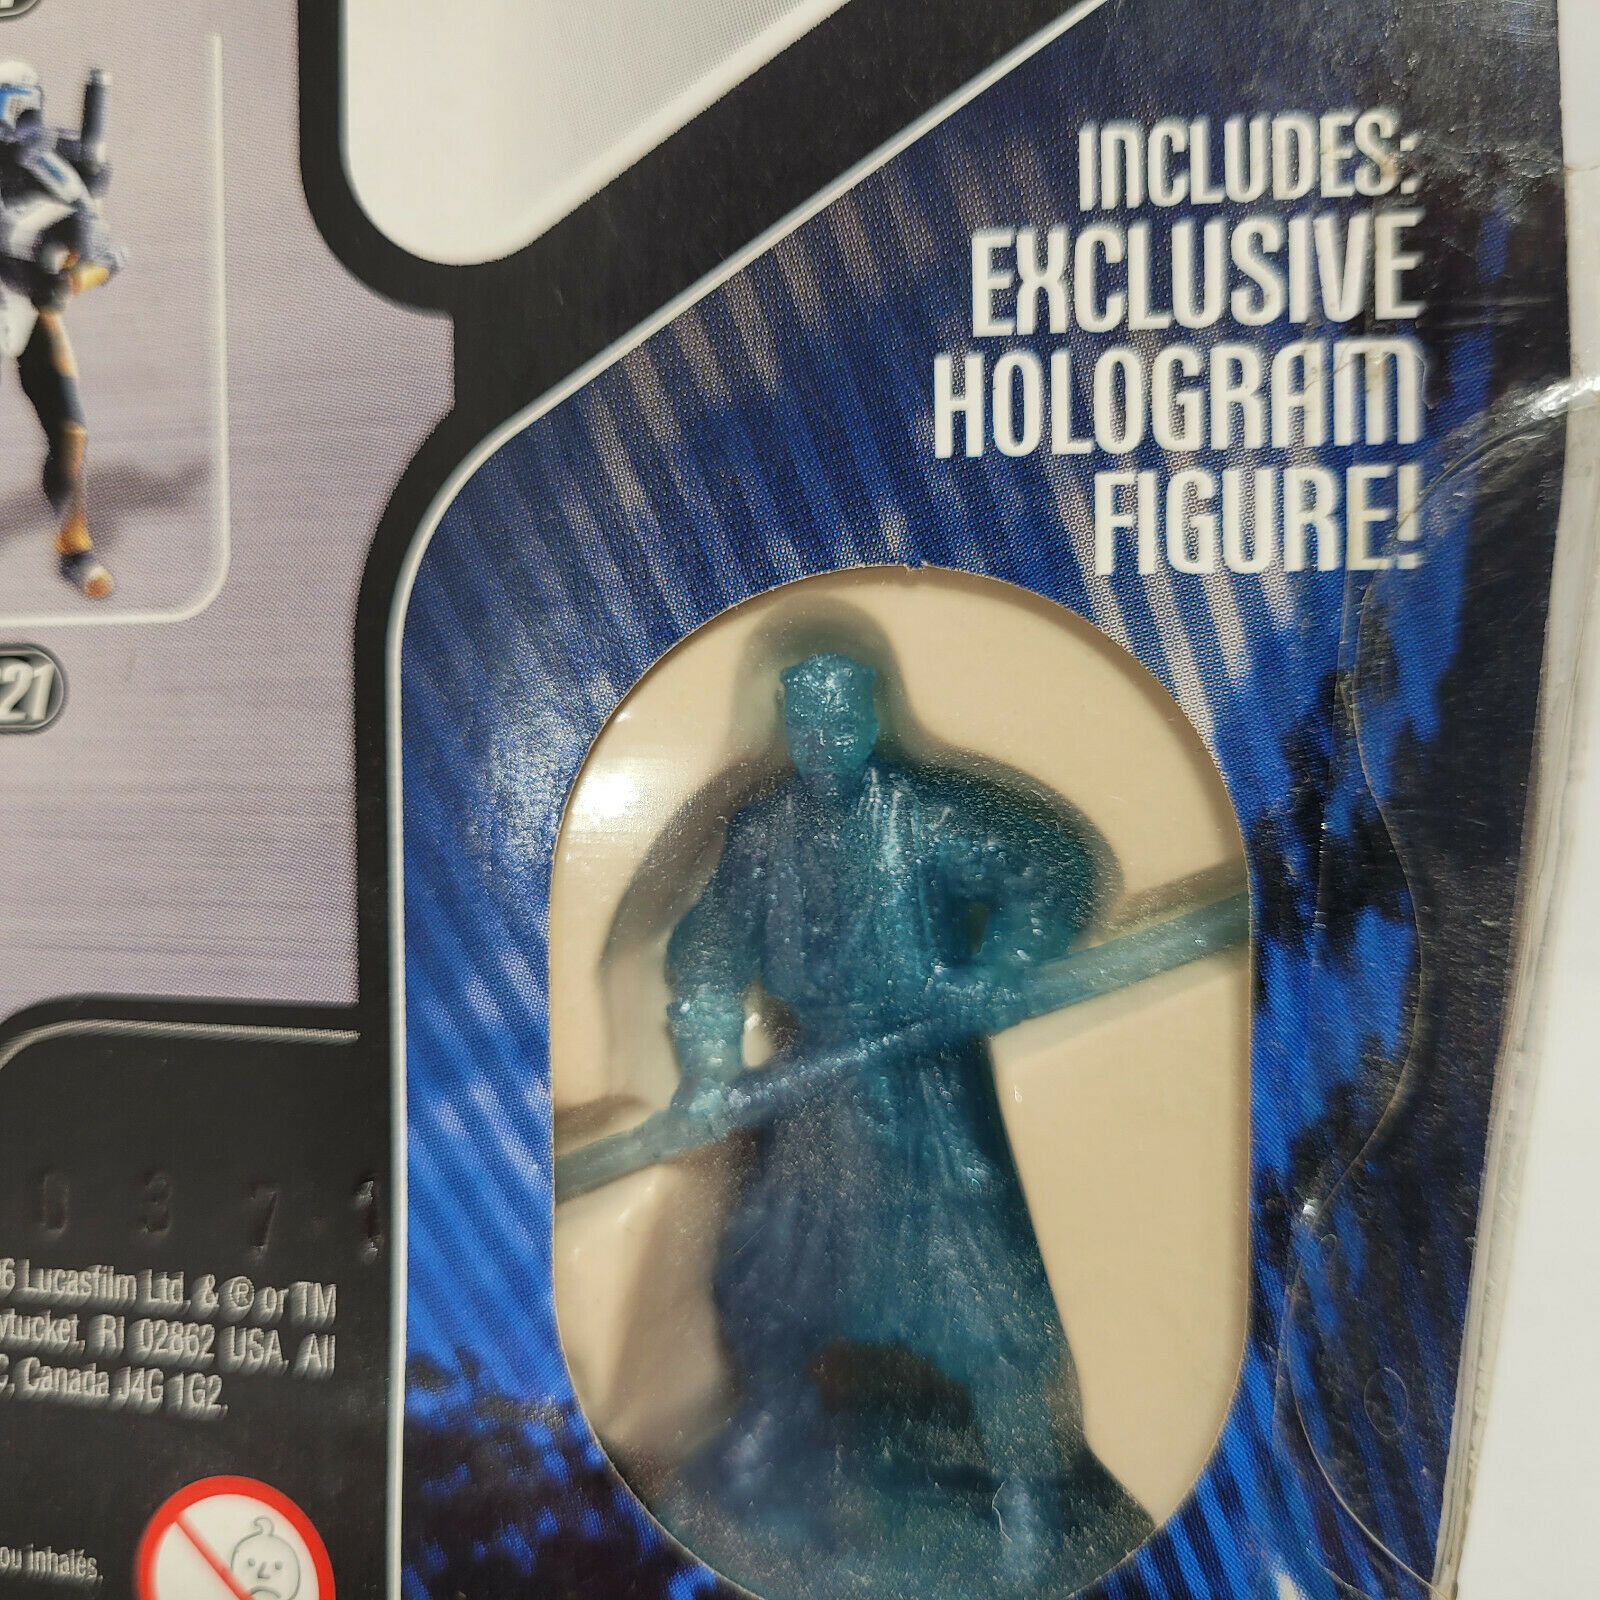 INCLUDES:
EXCLUSIVE
HOLOGRAM
FIGURE!
21
0 3 7 1
6 Lucasfilm Ltd. & ® or TM
RI 02862 USA. All
Canada J4G 1G2.
ou inhalés.